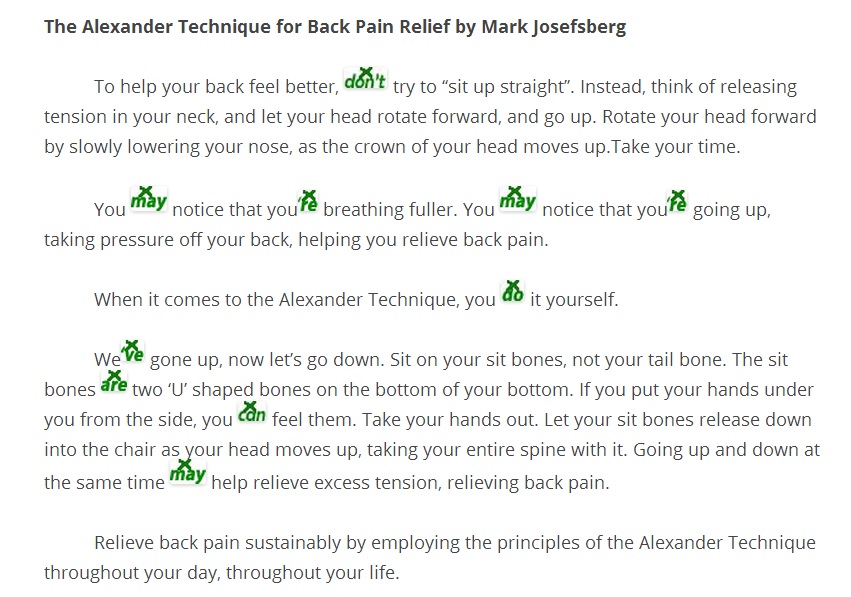 The Alexander Technique for Back Pain Relief by Mark Josefsberg
To help your back feel better, don't try to “sit up straight”. Instead, think of releasing
tension in your neck, and let your head rotate forward, and go up. Rotate your head forward
by slowly lowering your nose, as the crown of your head moves up.Take your time.
You may notice that you're breathing fuller. You may notice that you're going up,
taking pressure off your back, helping you relieve back pain.
When it comes to the Alexander Technique, you do it yourself.
We've gone up, now let’s go down. Sit on your sit bones, not your tail bone. The sit
bones are two ‘U’ shaped bones on the bottom of your bottom. If you put your hands under
you from the side, you can feel them. Take your hands out. Let your sit bones release down
into the chair as your head moves up, taking your entire spine with it. Going up and down at
the same time may help relieve excess tension, relieving back pain.
Relieve back pain sustainably by employing the principles of the Alexander Technique
throughout your day, throughout your life.